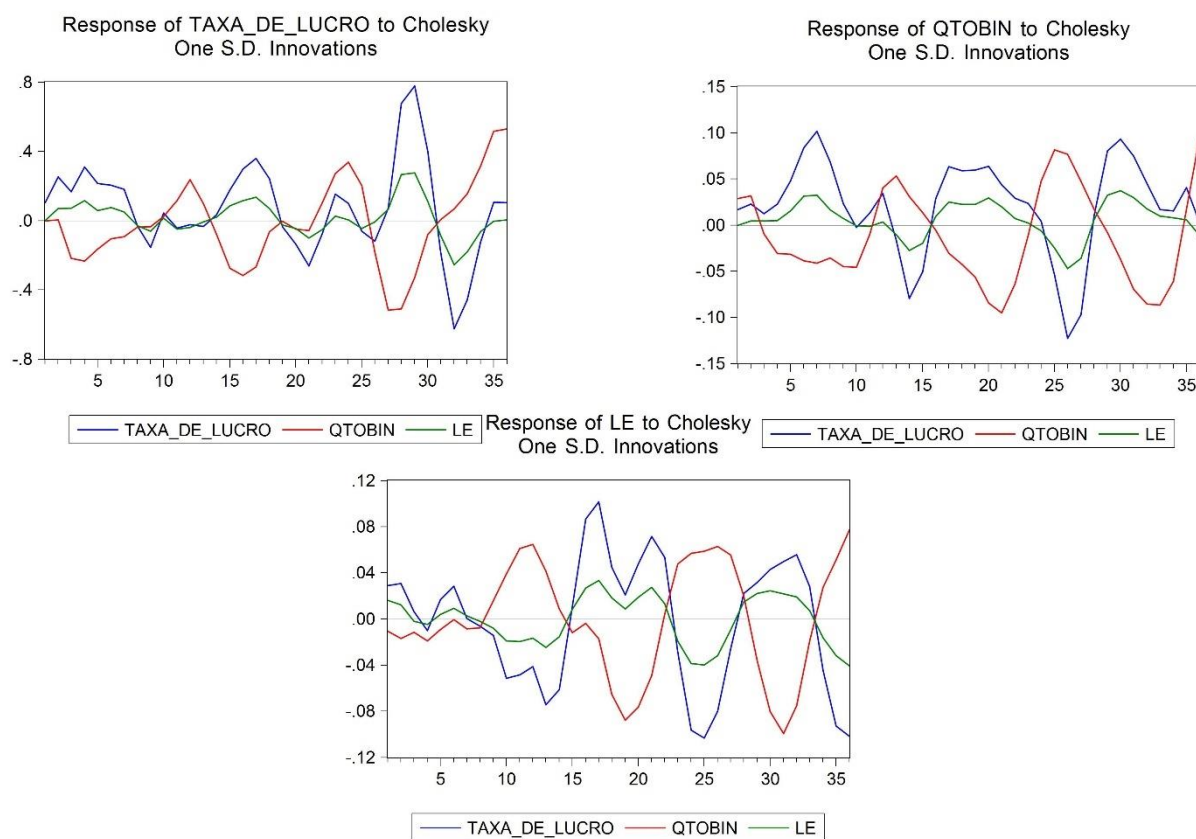 Response of TAXA_DE_LUCRO to Cholesky
One S.D. Innovations
.8
.4
.0
-.4
-.8
5 10 15 20 25 30 35
TAXA_DE_LUCRO QTOBIN LE
Response of QTOBIN to Cholesky
One S.D. Innovations
.15
.10
.05
.00
-.05
-.10
-.15
5 10 15 20 25 30 35
TAXA_DE_LUCRO QTOBIN LE
Response of LE to Cholesky
One S.D. Innovations
.12
.08
.04
.00
-.04
-.08
-.12
5 10 15 20 25 30 35
TAXA_DE_LUCRO QTOBIN LE